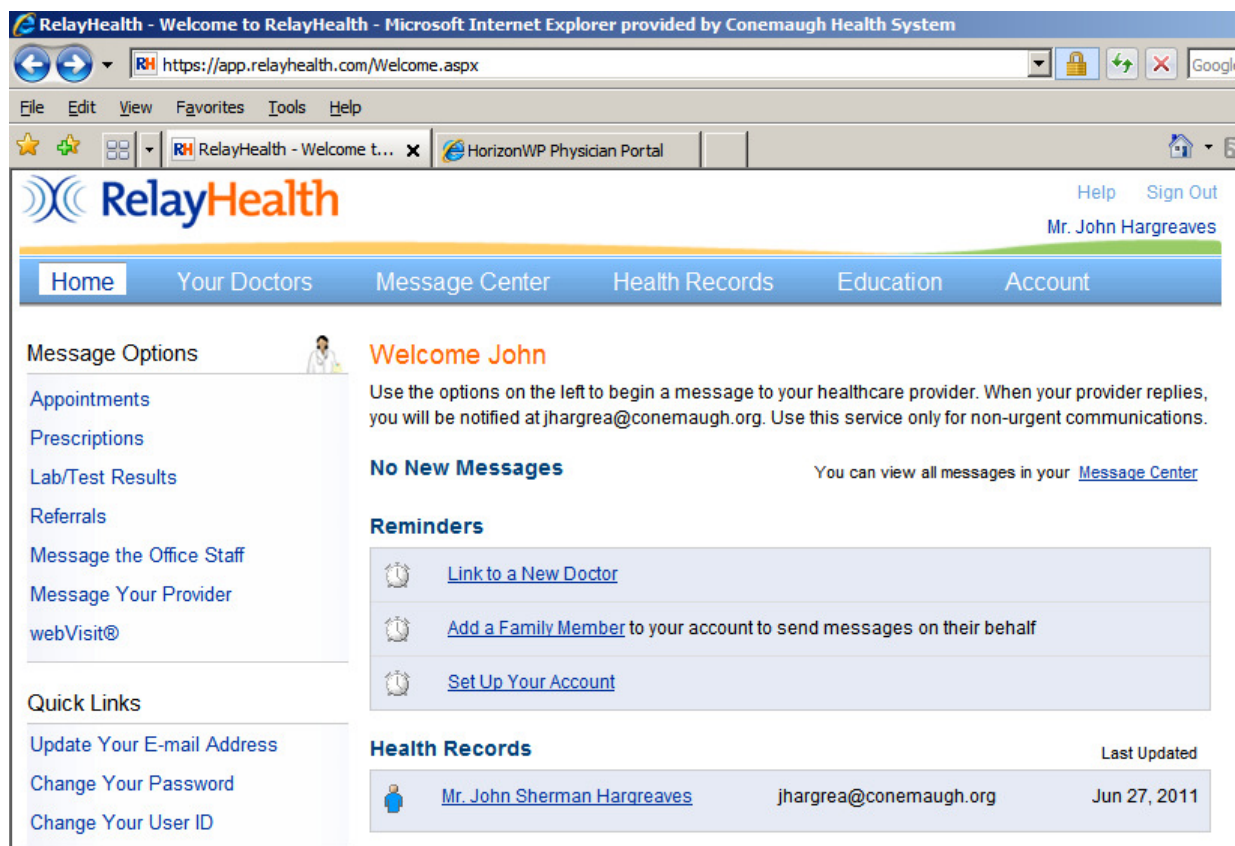 RelayHealth - Welcome to RelayHealth - Microsoft Internet Explorer provided by Conemaugh Health System
RH https://app.relayhealth.com/Welcome.aspx
File Edit View Favorites Tools Help
RH RelayHealth - Welcome t... HorizonWP Physician Portal
RelayHealth
Help Sign Out
Mr. John Hargreaves
Home Your Doctors Message Center Health Records Education Account
Message Options
Appointments
Prescriptions
Lab/Test Results
Referrals
Message the Office Staff
Message Your Provider
webVisit®
Quick Links
Update Your E-mail Address
Change Your Password
Change Your User ID
Welcome John
Use the options on the left to begin a message to your healthcare provider. When your provider replies,
you will be notified at jhargrea@conemaugh.org. Use this service only for non-urgent communications.
No New Messages You can view all messages in your Message Center
Reminders
Link to a New Doctor
Add a Family Member to your account to send messages on their behalf
Set Up Your Account
Health Records Last Updated
Mr. John Sherman Hargreaves jhargrea@conemaugh.org Jun 27, 2011